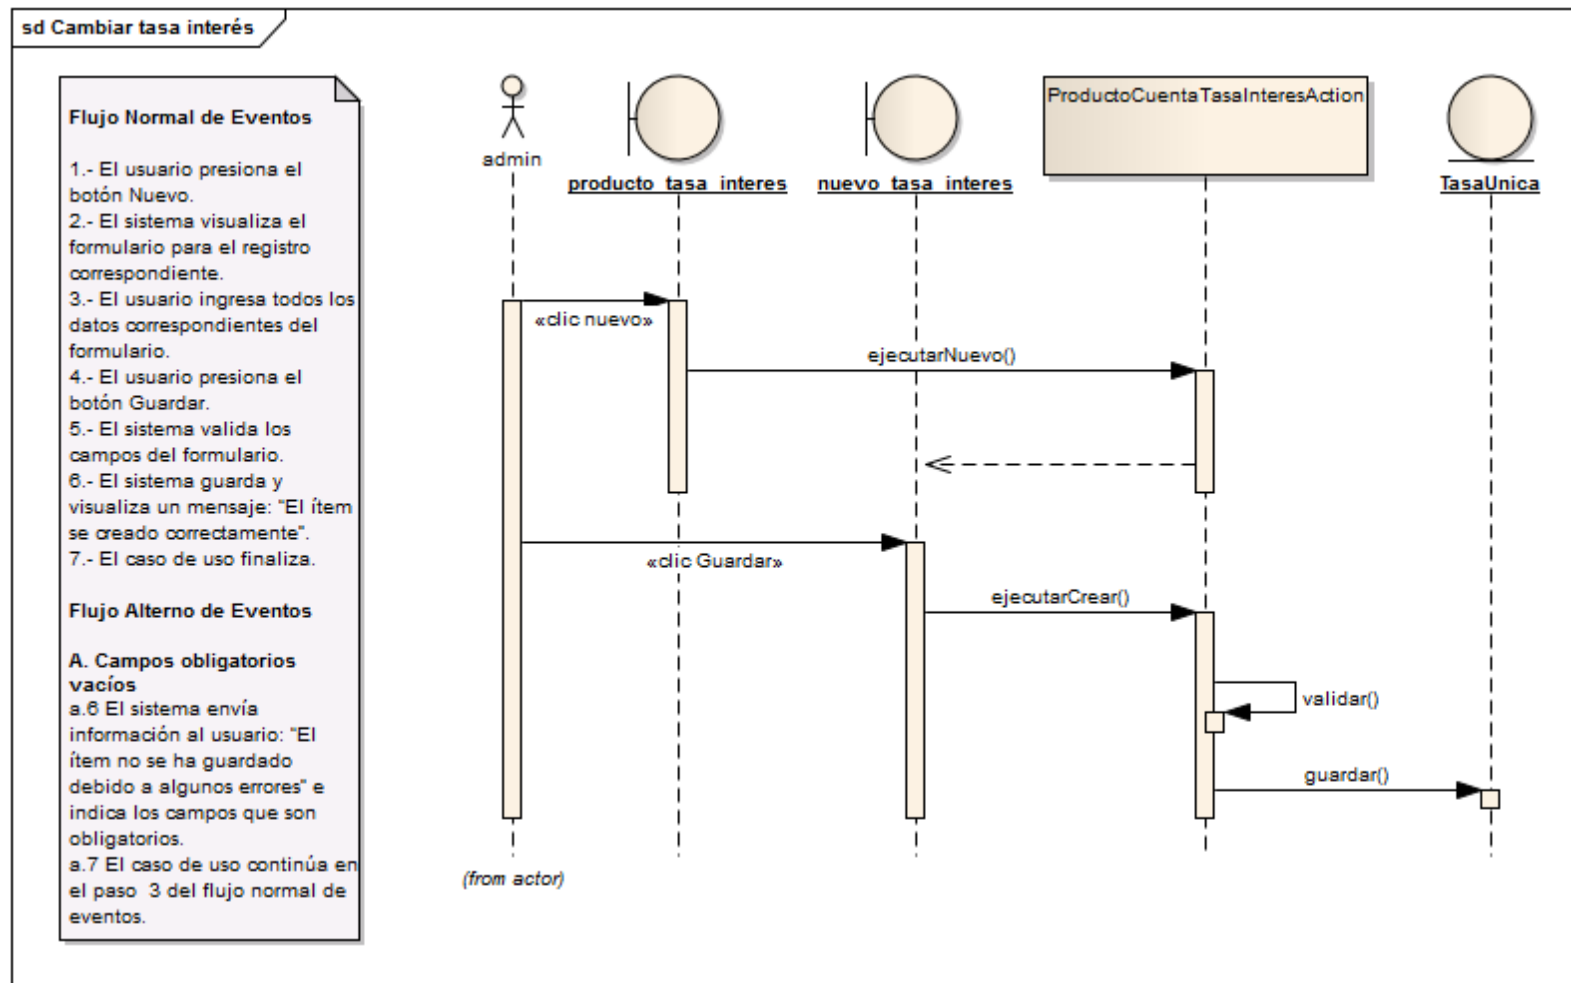 sd Cambiar tasa interés
Flujo Normal de Eventos
1.- El usuario presiona el
botón Nuevo.
2.- El sistema visualiza el
formulario para el registro
correspondiente.
3.- El usuario ingresa todos los
datos correspondientes del
formulario.
4.- El usuario presiona el
botón Guardar.
5.- El sistema valida los
campos del formulario.
6.- El sistema guarda y
visualiza un mensaje: "El ítem
se creado correctamente".
7.- El caso de uso finaliza.
Flujo Alterno de Eventos
A. Campos obligatorios
vacíos
a.6 El sistema envía
información al usuario: "El
ítem no se ha guardado
debido a algunos errores" e
indica los campos que son
obligatorios.
a.7 El caso de uso continúa en
el paso  3 del flujo normal de
eventos.
admin
producto_tasa_interes
nuevo_tasa_interes
ProductoCuentaTasaInteresAction
TasaUnica
«clic nuevo»
ejecutarNuevo()
«clic Guardar»
ejecutarCrear()
validar()
guardar()
(from actor)